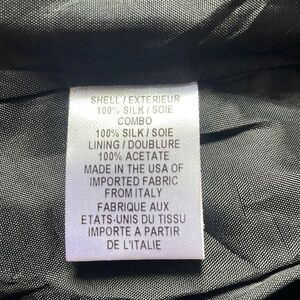 SHELL / EXTERIEUR
100% SILK / SOIE
COMBO
100% SILK / SOIE
LINING / DOUBLURE
100% ACETATE
MADE IN THE USA OF
IMPORTED FABRIC
FROM ITALY
FABRIQUE AUX
ETATS-UNIS DU TISSU
IMPORTE A PARTIR
DE L'ITALIE